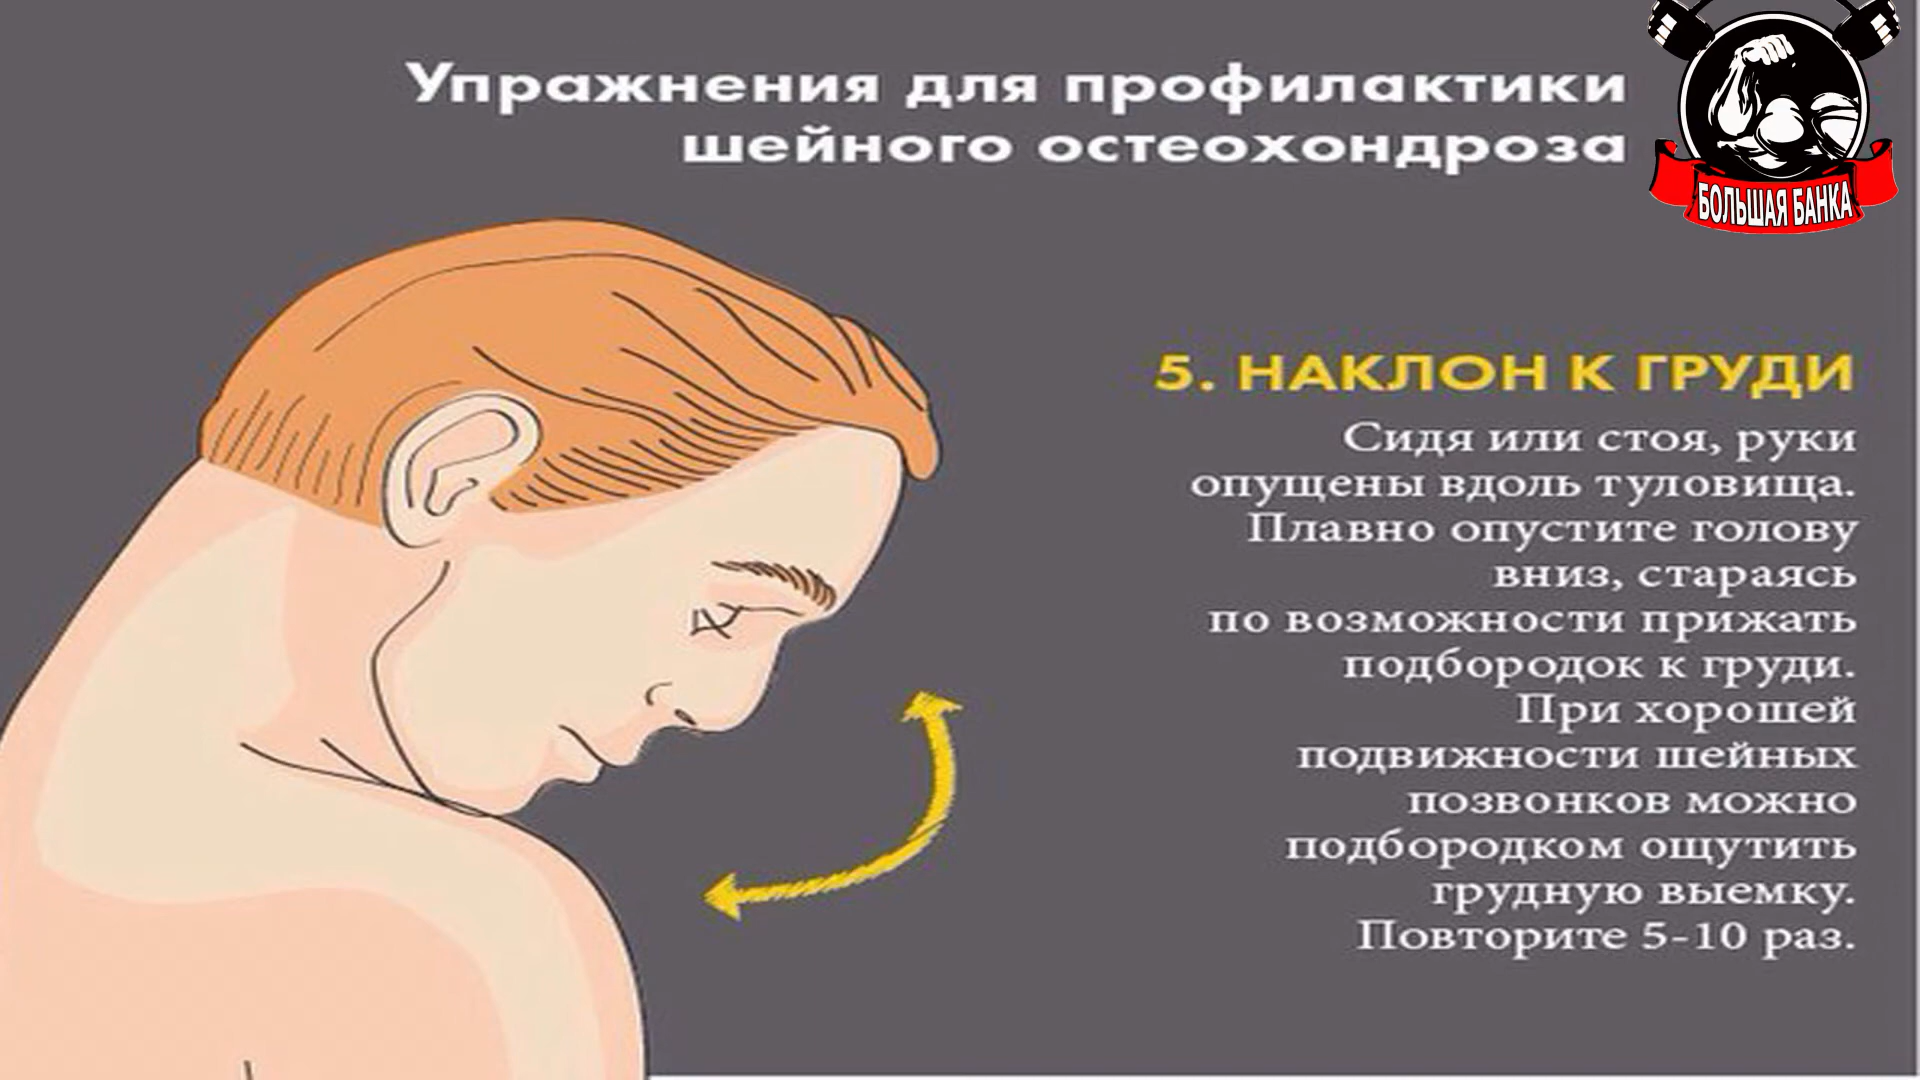 Упражнения для профилактики
шейного остеохондроза
БОЛЬШАЯ БАНКА
5. НАКЛОН К ГРУДИ
Сидя или стоя, руки
опущены вдоль туловища.
Плавно опустите голову
вниз, стараясь
по возможности прижать
подбородок к груди.
При хорошей
подвижности шейных
позвонков можно
подбородком ощутить
грудную выемку.
Повторите 5-10 раз.